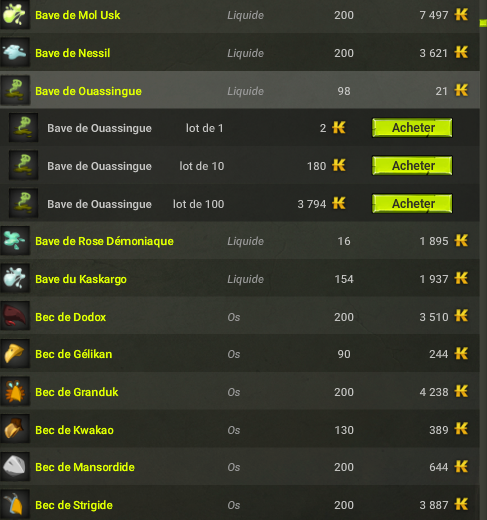 Bave de Mol Usk Liquide 200 7 497
Bave de Nessil Liquide 200 3 621
Bave de Ouassingue Liquide 98 21
Bave de Ouassingue lot de 1 2 Acheter
Bave de Ouassingue lot de 10 180 Acheter
Bave de Ouassingue lot de 100 3 794 Acheter
Bave de Rose Démoniaque Liquide 16 1 895
Bave du Kaskargo Liquide 154 1 937
Bec de Dodox Os 200 3 510
Bec de Gélikan Os 90 244
Bec de Granduk Os 200 4 238
Bec de Kwakao Os 130 389
Bec de Mansordide Os 200 644
Bec de Strigide Os 200 3 887